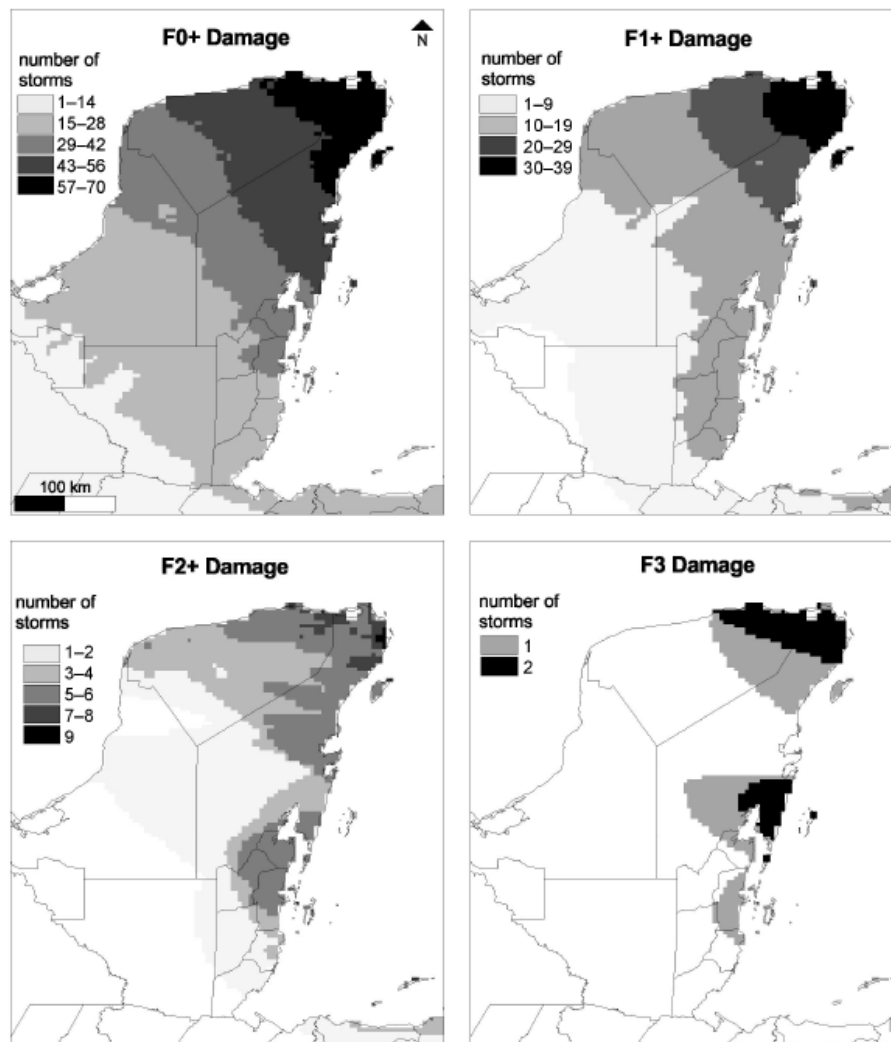 F0+ Damage
N
number of
storms
1–14
15–28
29–42
43–56
57–70
100 km
F1+ Damage
number of
storms
1–9
10–19
20–29
30–39
F2+ Damage
number of
storms
1–2
3–4
5–6
7–8
9
F3 Damage
number of
storms
1
2